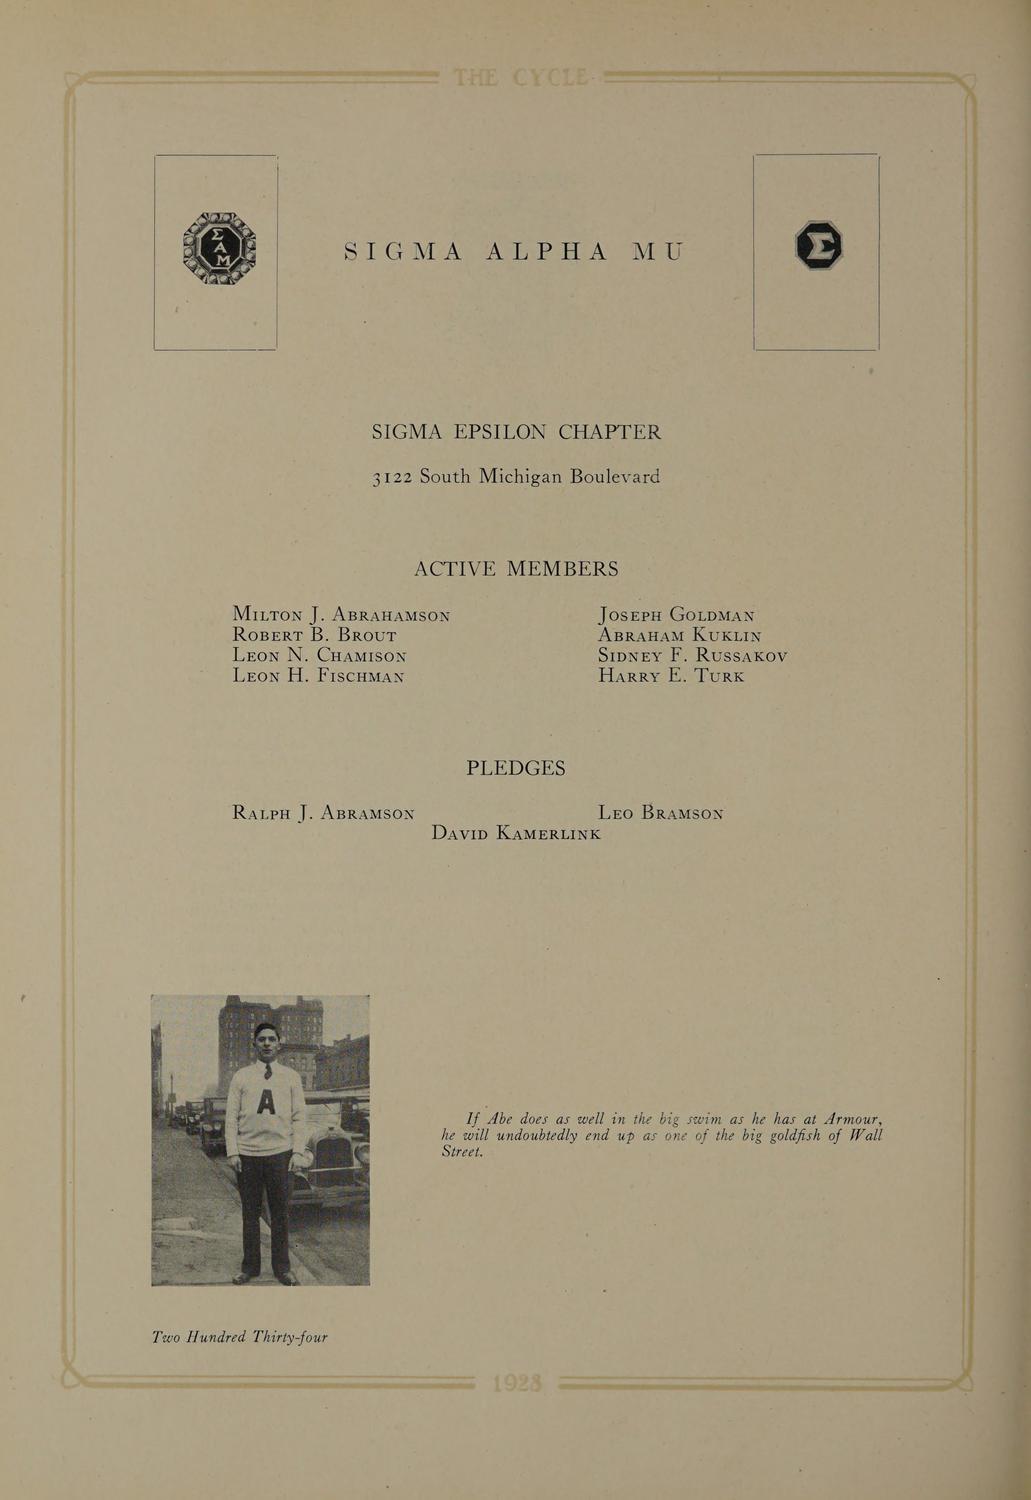 THE CYCLE
Σ
Α
Μ
SIGMA ALPHA MU
Σ
SIGMA EPSILON CHAPTER
3122 South Michigan Boulevard
ACTIVE MEMBERS
MILTON J. ABRAHAMSON
ROBERT B. BROUT
LEON N. CHAMISON
LEON H. FISCHMAN
JOSEPH GOLDMAN
ABRAHAM KUKLIN
SIDNEY F. RUSSAKOV
HARRY E. TURK
PLEDGES
RALPH J. ABRAMSON
LEO BRAMSON
DAVID KAMERLINK
A
If Abe does as well in the big swim as he has at Armour,
he will undoubtedly end up as one of the big goldfish of Wall
Street.
Two Hundred Thirty-four
1928